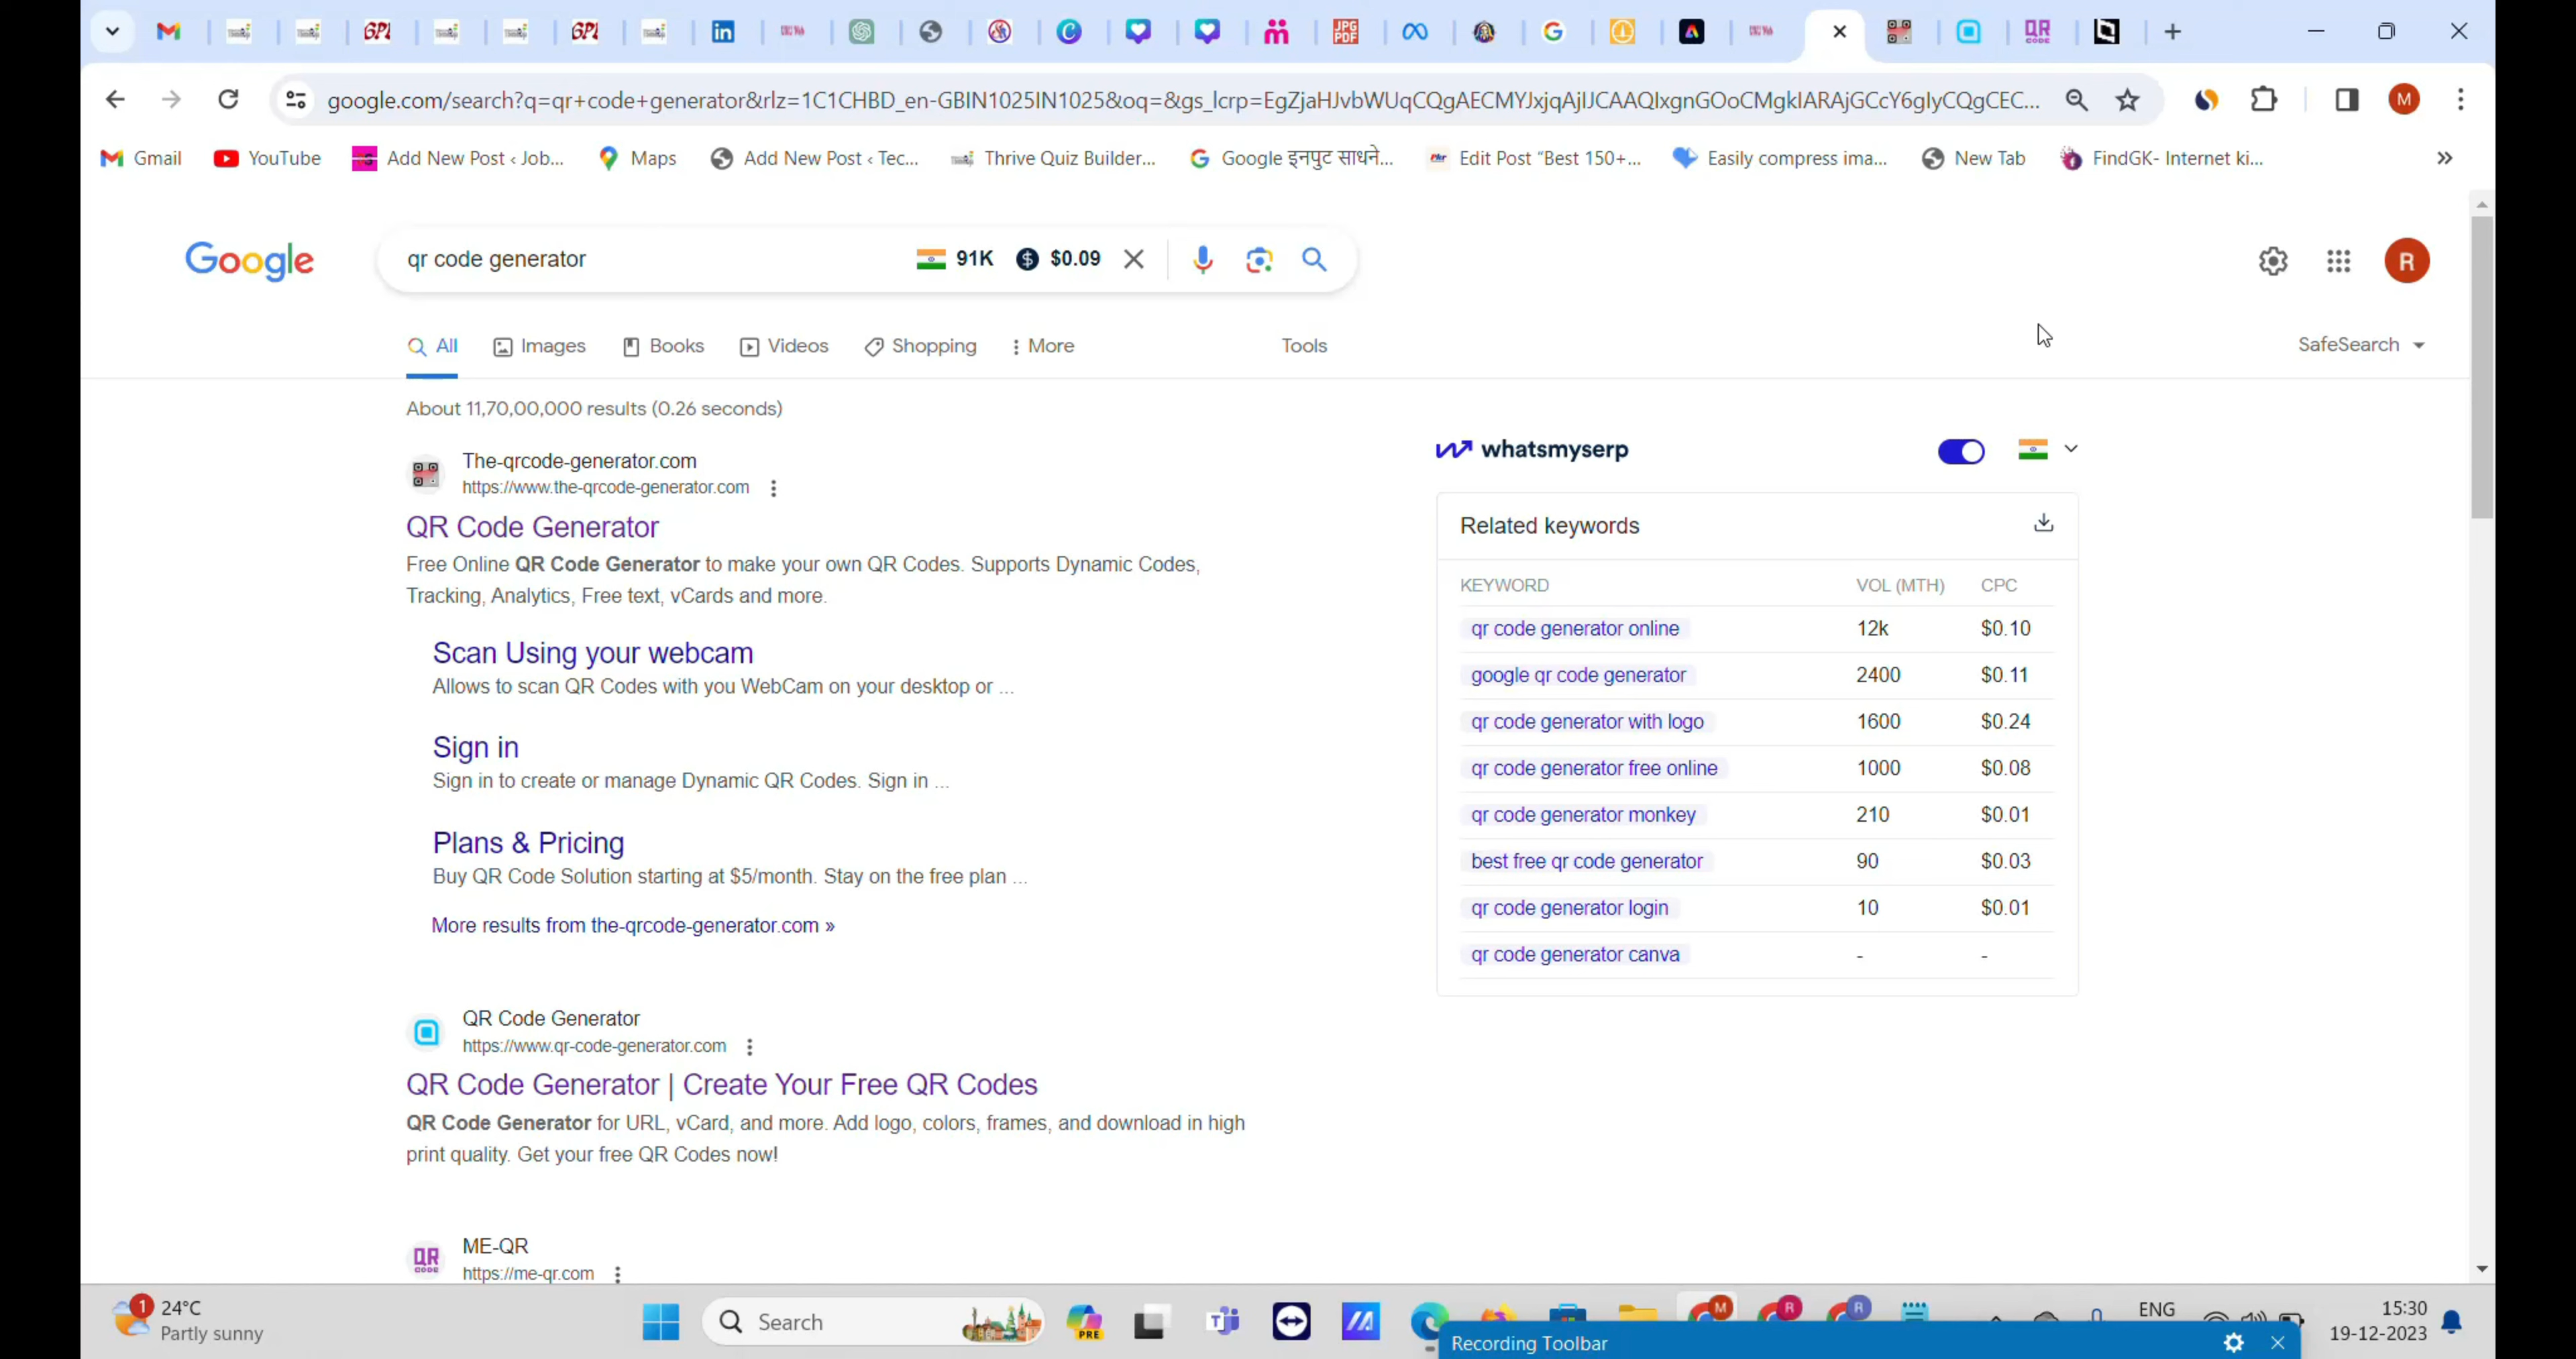 google.com/search?q=qr+code+generator&rlz=1C1CHBD_en-GBIN1025IN1025&oq=&gs_lcrp=EgZjaHJvbWUqCQgAECMYJxjqAjIJCAAQIxgnGOoCMgkIARAjGCcY6gIyCQgCEC...
Gmail YouTube Add New Post ‹ Job... Maps Add New Post ‹ Tec... Thrive Quiz Builder... Google इनपुट साधने... Edit Post “Best 150+... Easily compress ima... New Tab FindGK- Internet ki...
Google qr code generator 91K $0.09 R
All Images Books Videos Shopping More Tools SafeSearch
About 11,70,00,000 results (0.26 seconds)
The-qrcode-generator.com
https://www.the-qrcode-generator.com
QR Code Generator
Free Online QR Code Generator to make your own QR Codes. Supports Dynamic Codes,
Tracking, Analytics, Free text, vCards and more.
Scan Using your webcam
Allows to scan QR Codes with you WebCam on your desktop or ...
Sign in
Sign in to create or manage Dynamic QR Codes. Sign in ...
Plans & Pricing
Buy QR Code Solution starting at $5/month. Stay on the free plan ...
More results from the-qrcode-generator.com »
QR Code Generator
https://www.qr-code-generator.com
QR Code Generator | Create Your Free QR Codes
QR Code Generator for URL, vCard, and more. Add logo, colors, frames, and download in high
print quality. Get your free QR Codes now!
ME-QR
https://me-qr.com
whatsmyserp
Related keywords
KEYWORD VOL (MTH) CPC
qr code generator online 12k $0.10
google qr code generator 2400 $0.11
qr code generator with logo 1600 $0.24
qr code generator free online 1000 $0.08
qr code generator monkey 210 $0.01
best free qr code generator 90 $0.03
qr code generator login 10 $0.01
qr code generator canva - -
1 24°C
Partly sunny
Search
PRE
ENG
15:30
19-12-2023
Recording Toolbar